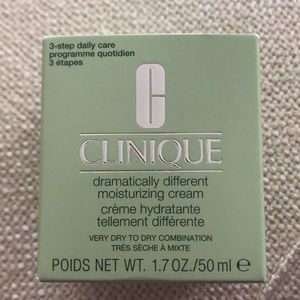 3-step daily care
programme quotidien
3 étapes
C
CLINIQUE
dramatically different
moisturizing cream
crème hydratante
tellement différente
VERY DRY TO DRY COMBINATION
TRÈS SÈCHE À MIXTE
POIDS NET WT. 1.7 OZ./50 ml ℮